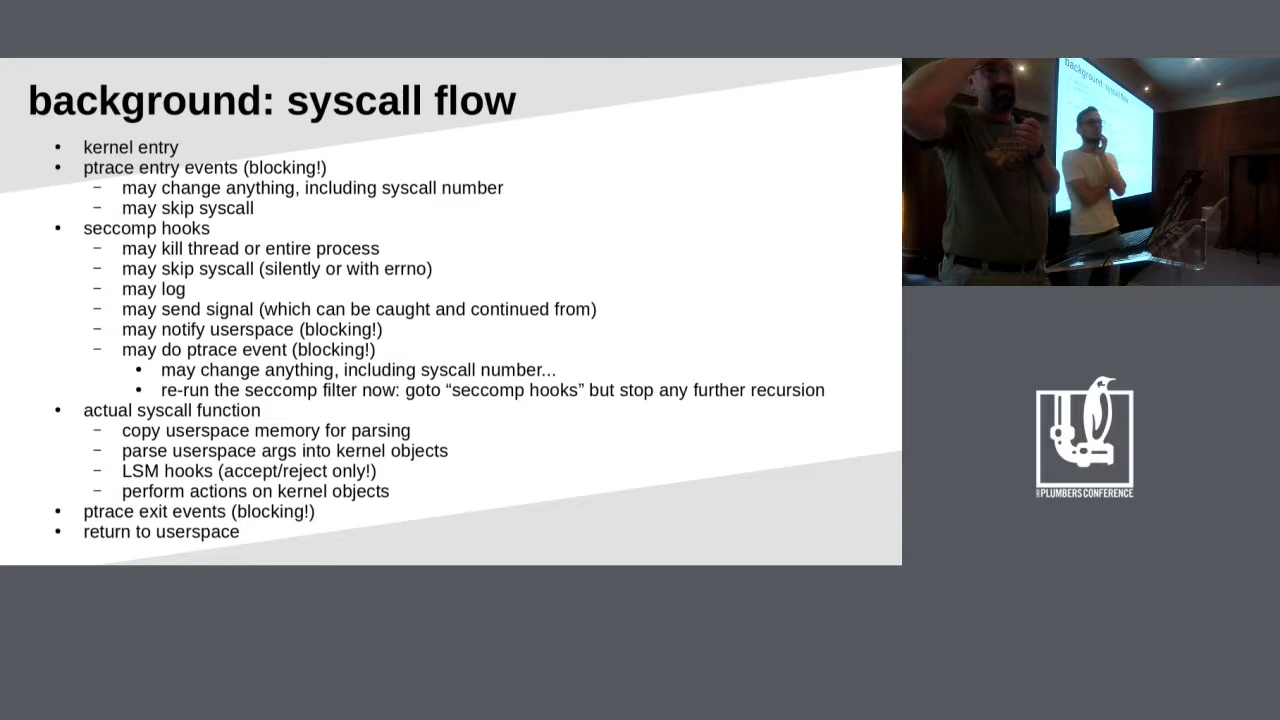 background: syscall flow
• kernel entry
• ptrace entry events (blocking!)
– may change anything, including syscall number
– may skip syscall
• seccomp hooks
– may kill thread or entire process
– may skip syscall (silently or with errno)
– may log
– may send signal (which can be caught and continued from)
– may notify userspace (blocking!)
– may do ptrace event (blocking!)
• may change anything, including syscall number...
• re-run the seccomp filter now: goto “seccomp hooks” but stop any further recursion
• actual syscall function
– copy userspace memory for parsing
– parse userspace args into kernel objects
– LSM hooks (accept/reject only!)
– perform actions on kernel objects
• ptrace exit events (blocking!)
• return to userspace
background: syscall flow
PLUMBERS CONFERENCE